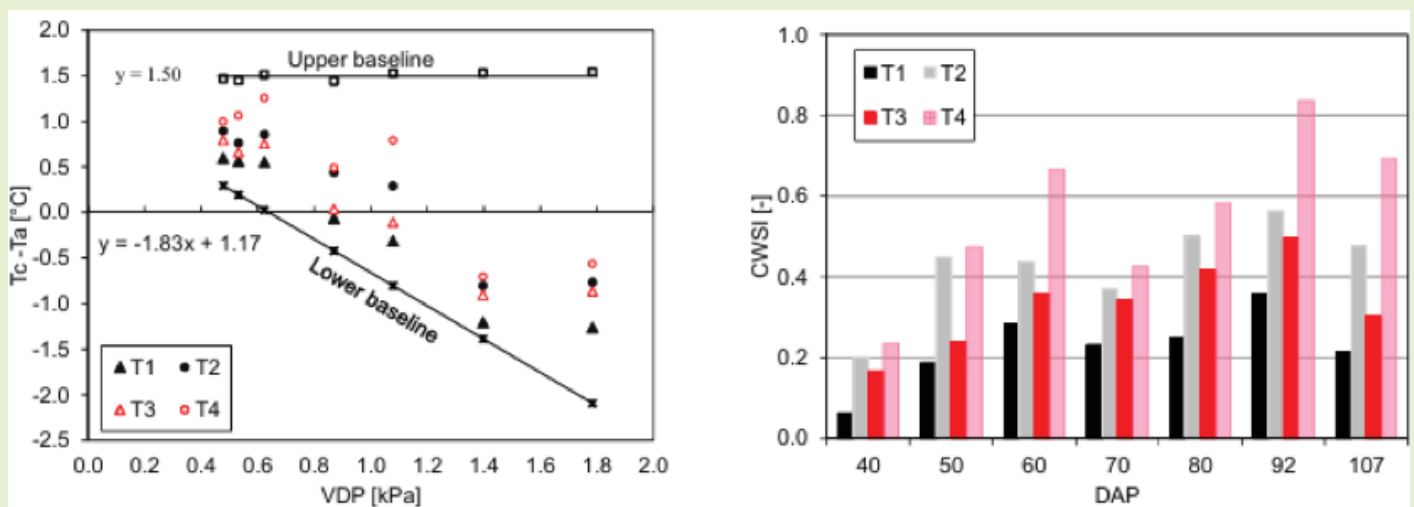 2.0
1.5
1.0
0.5
0.0
-0.5
-1.0
-1.5
-2.0
-2.5
Tc -Ta [°C]
Upper baseline
y = 1.50
y = -1.83x + 1.17
Lower baseline
T1 T2
T3 T4
0.0 0.2 0.4 0.6 0.8 1.0 1.2 1.4 1.6 1.8 2.0
VDP [kPa]
1.0
0.8
0.6
0.4
0.2
0.0
CWSI [-]
T1 T2
T3 T4
40 50 60 70 80 92 107
DAP